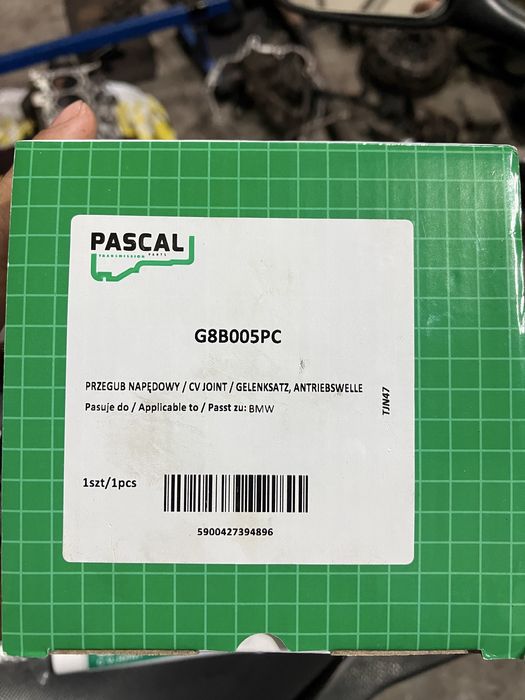 PASCAL
TRANSMISSION PARTS
G8B005PC
PRZEGUB NAPĘDOWY / CV JOINT / GELENKSATZ, ANTRIEBSWELLE
Pasuje do / Applicable to / Passt zu: BMW
TJN47
1szt/1pcs
5900427394896